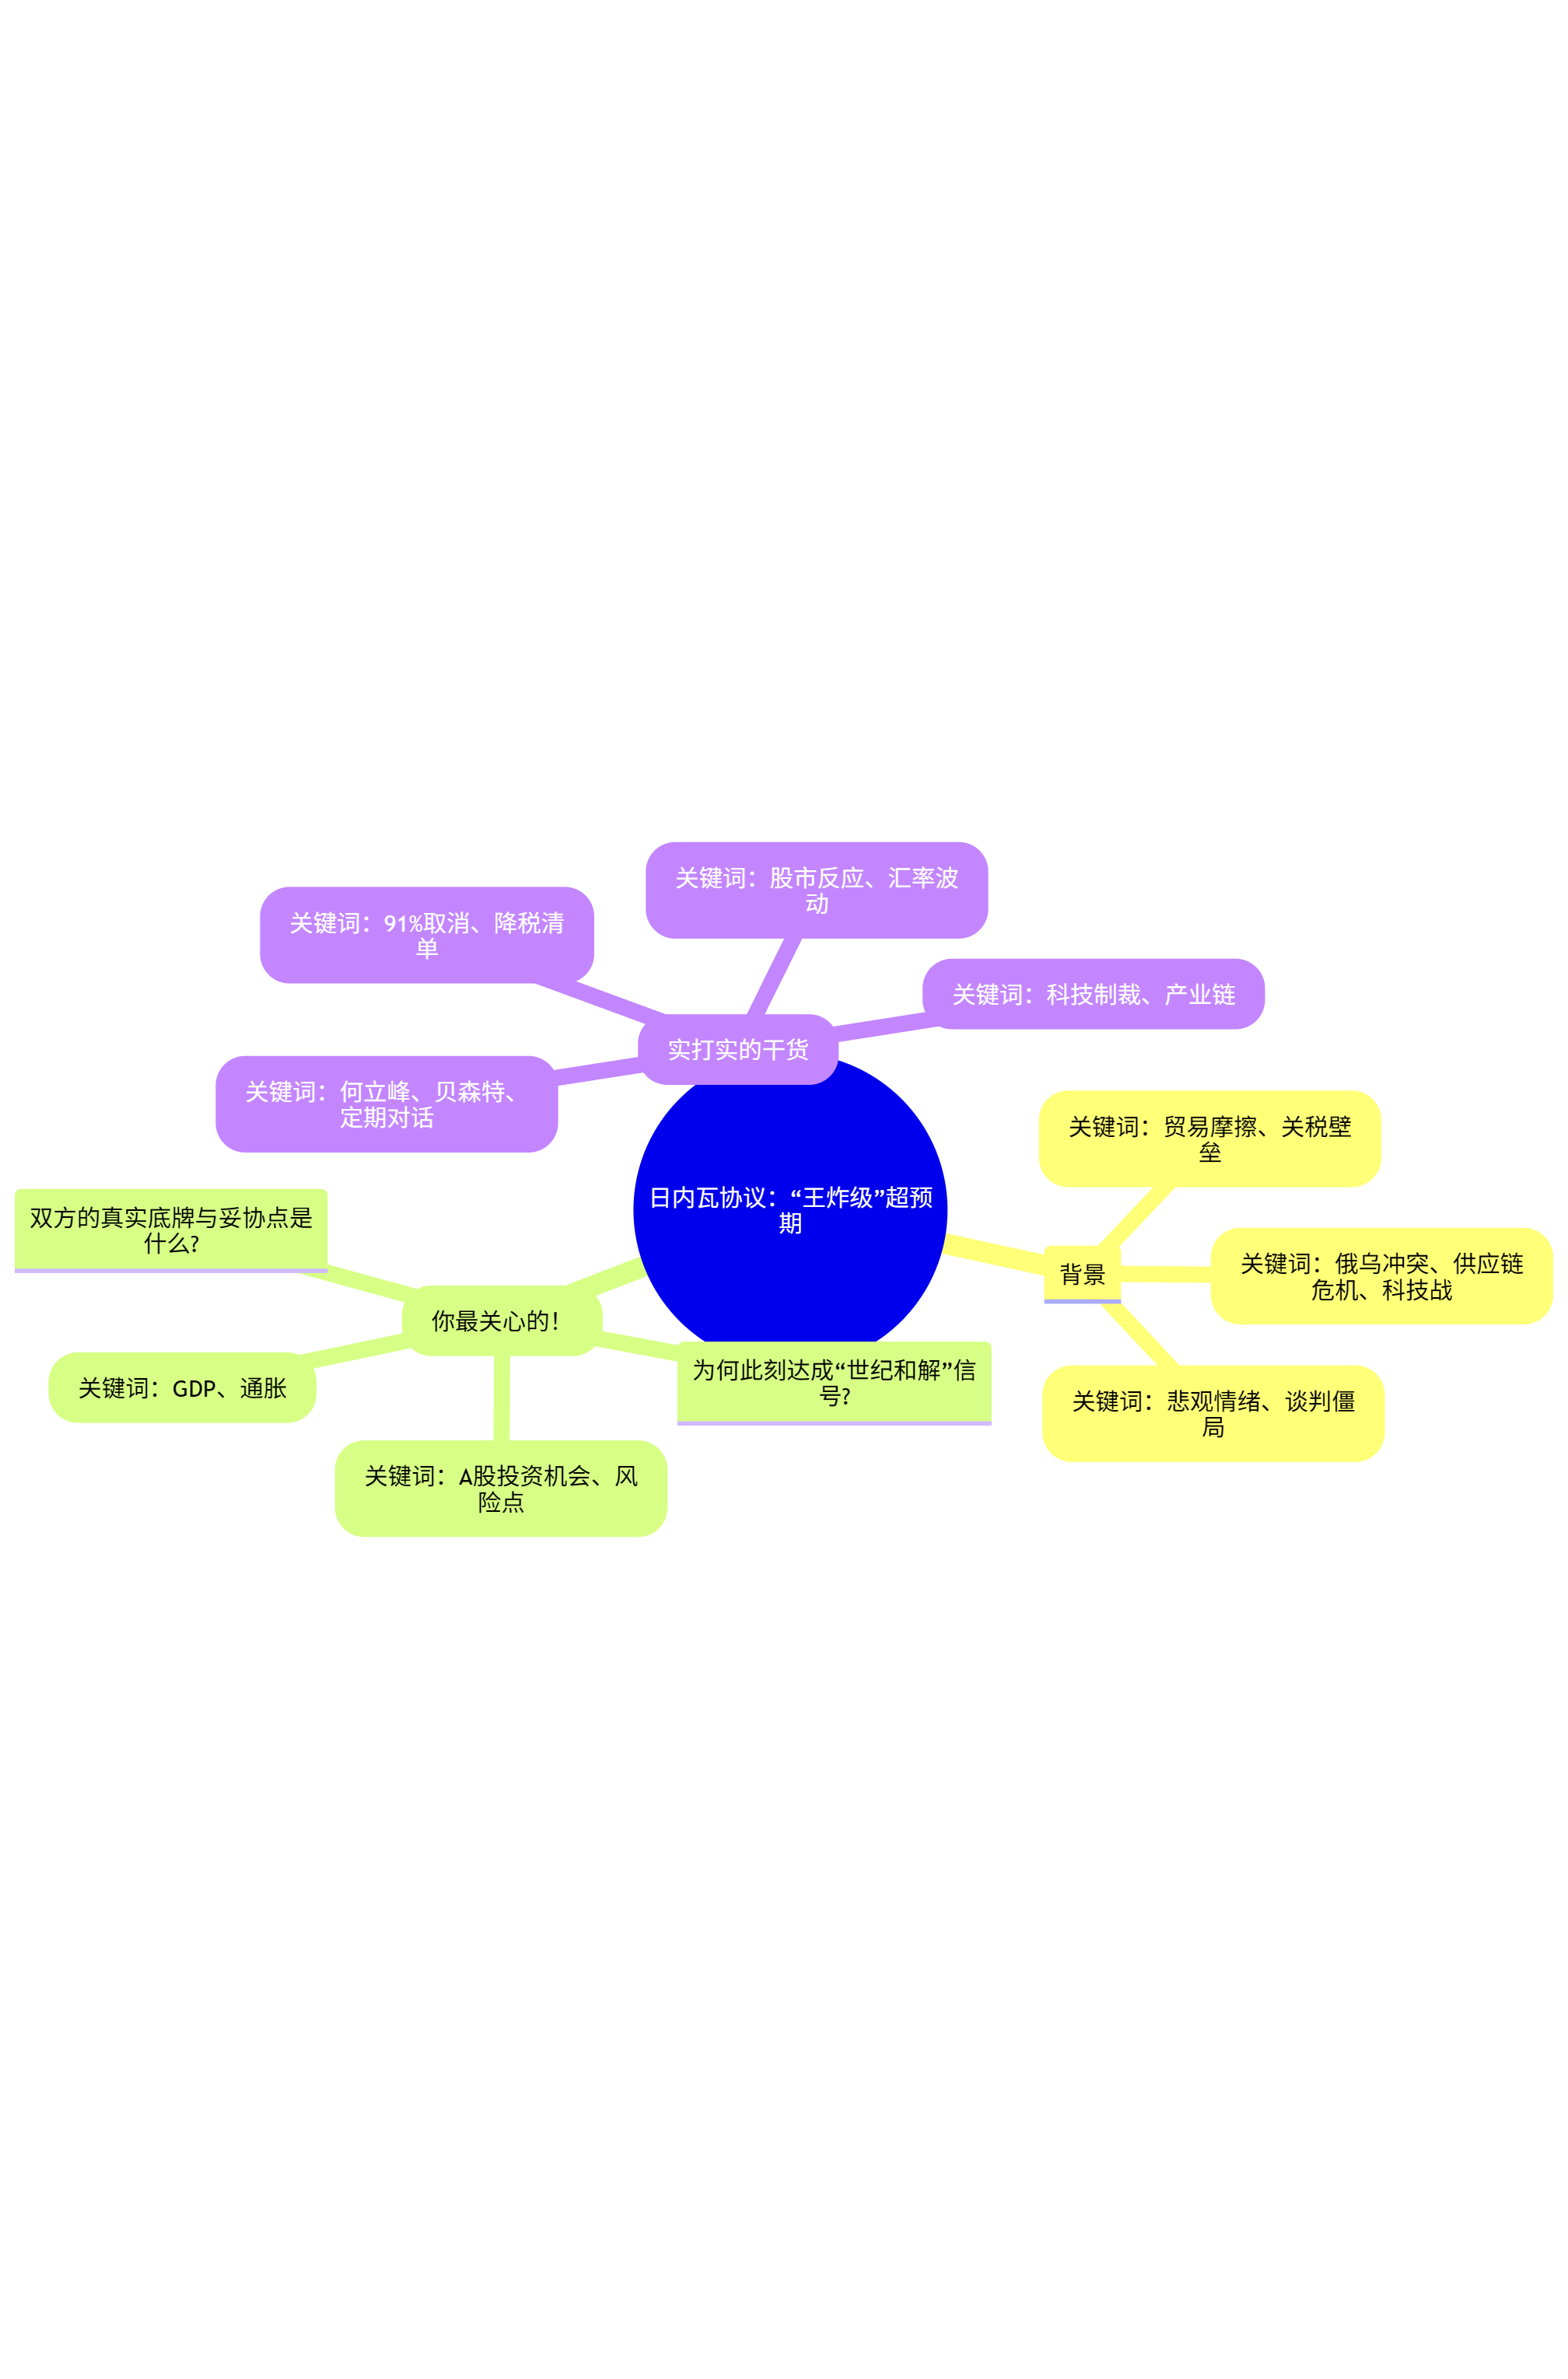 关键词：股市反应、汇率波
动
关键词：91%取消、降税清
单
关键词：科技制裁、产业链
实打实的干货
关键词：何立峰、贝森特、
定期对话
关键词：贸易摩擦、关税壁
垒
日内瓦协议：“王炸级”超预
期
双方的真实底牌与妥协点是
什么?
背景
关键词：俄乌冲突、供应链
危机、科技战
你最关心的!
为何此刻达成“世纪和解”信
号?
关键词：GDP、通胀
关键词：悲观情绪、谈判僵
局
关键词：A股投资机会、风
险点